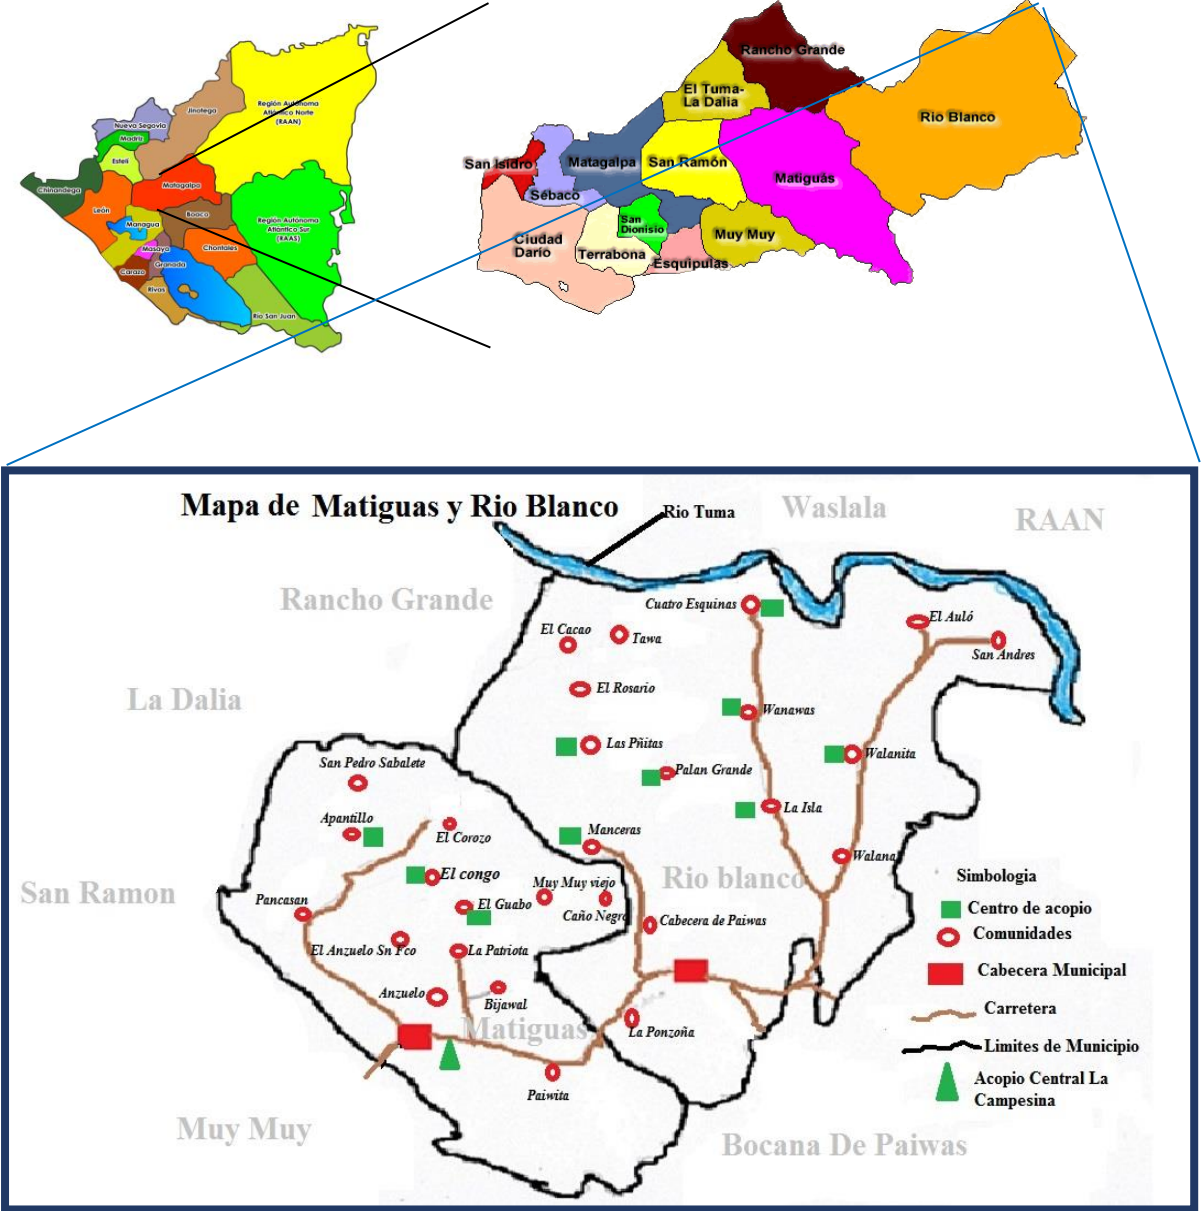 Región Autónoma
Atlántico Norte
(RAAN)
Jinotega
Nueva Segovia
Madriz
Estelí
Chinandega
Matagalpa
León
Boaco
Managua
Región Autónoma
Atlántico Sur
(RAAS)
Masaya
Chontales
Granada
Carazo
Rivas
Río San Juan
Rancho Grande
El Tuma-
La Dalia
Rio Blanco
San Isidro
Matagalpa
San Ramón
Matiguás
Sébaco
San
Dionisio
Ciudad
Darío
Terrabona
Muy Muy
Esquipulas
Mapa de Matiguas y Rio Blanco
Rio Tuma
Waslala
RAAN
Rancho Grande
Cuatro Esquinas
El Auló
El Cacao
Tawa
San Andres
La Dalia
El Rosario
Wanawas
Las Pñitas
Walanita
San Pedro Sabalete
Palan Grande
La Isla
Apantillo
El Corozo
Manceras
Walana
San Ramon
El congo
Muy Muy viejo
Rio blanco
Simbologia
Pancasan
El Guabo
Caño Negro
Cabecera de Paiwas
Centro de acopio
Comunidades
El Anzuelo Sn Fco
La Patriota
Cabecera Municipal
Anzuelo
Bijawal
Carretera
Matiguas
La Ponzoña
Limites de Municipio
Paiwita
Acopio Central La
Campesina
Muy Muy
Bocana De Paiwas